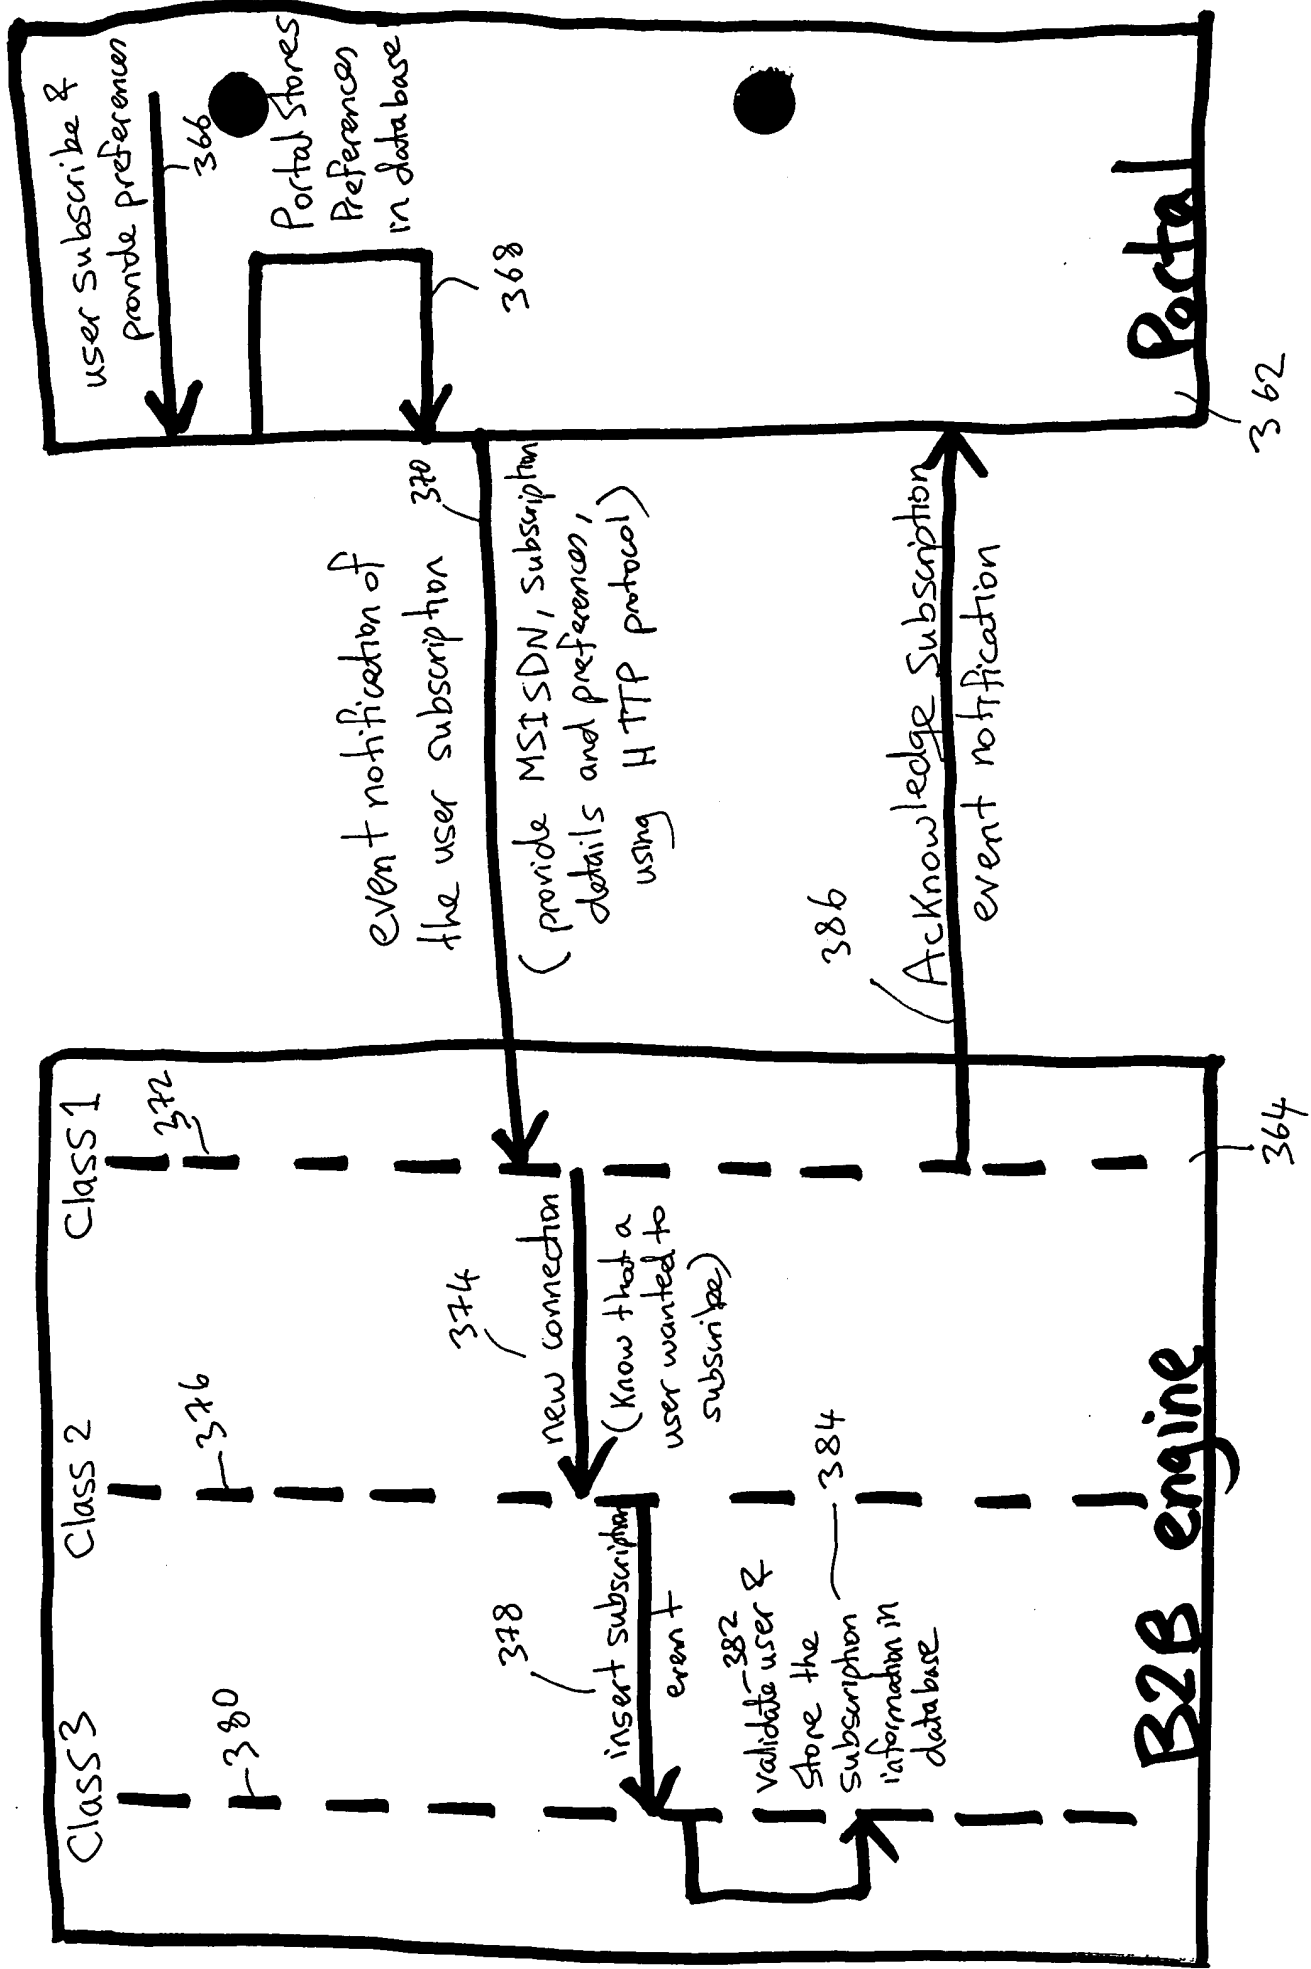 Class 3
380
Class 2
376
Class 1
372
user subscribe &
provide preferences
366
Portal Stores
Preferences
in database
368
event notification of
the user subscription
370
(provide MSISDN, subscription
details and preferences,
using HTTP protocol)
374
new connection
(know that a
user wanted to
subscribe)
378
insert subscription
event
382
validate user &
Store the
subscription
information in
database
384
386
Acknowledge Subscription
event notification
B2B engine
364
Portal
362